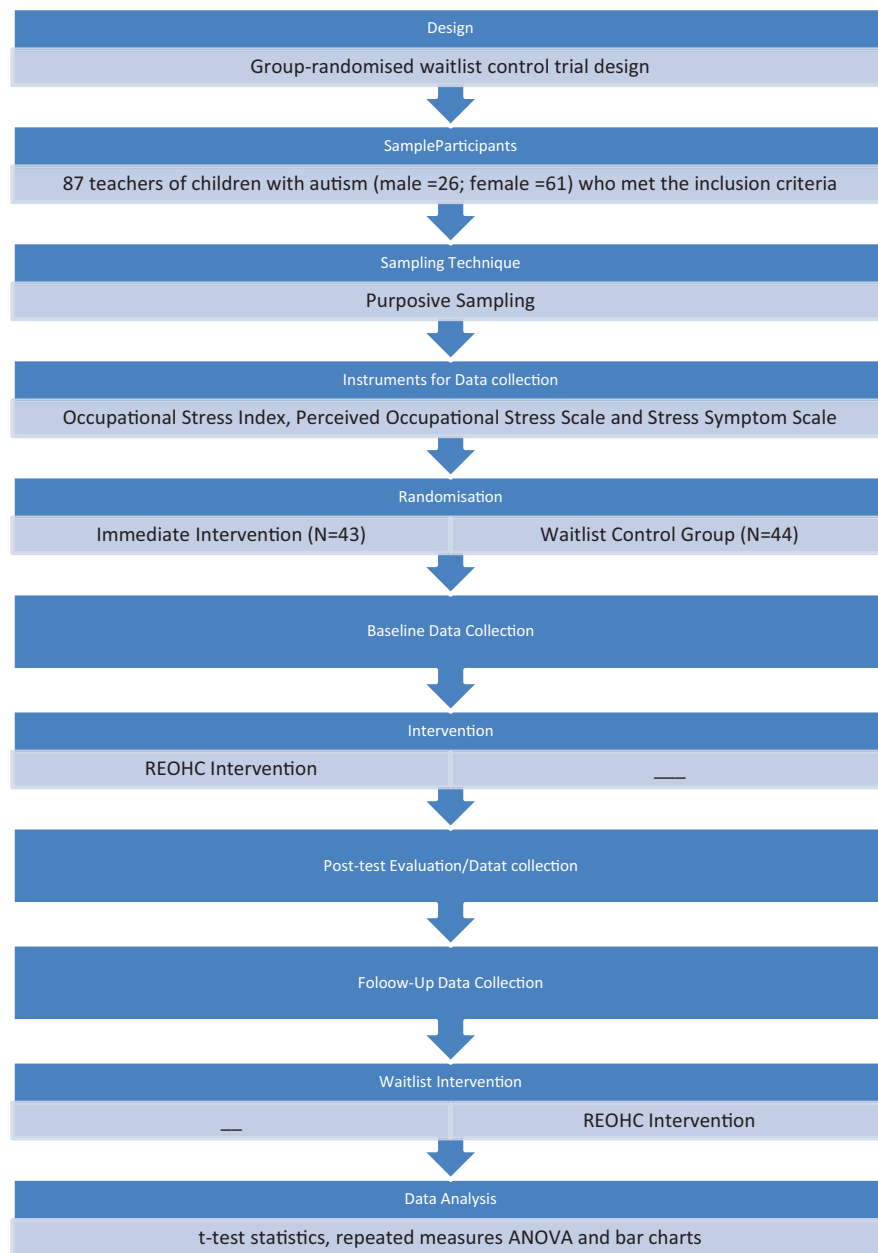 Design
Group-randomised waitlist control trial design
SampleParticipants
87 teachers of children with autism (male =26; female =61) who met the inclusion criteria
Sampling Technique
Purposive Sampling
Instruments for Data collection
Occupational Stress Index, Perceived Occupational Stress Scale and Stress Symptom Scale
Randomisation
Immediate Intervention (N=43) Waitlist Control Group (N=44)
Baseline Data Collection
Intervention
REOHC Intervention ___
Post-test Evaluation/Datat collection
Foloow-Up Data Collection
Waitlist Intervention
__ REOHC Intervention
Data Analysis
t-test statistics, repeated measures ANOVA and bar charts